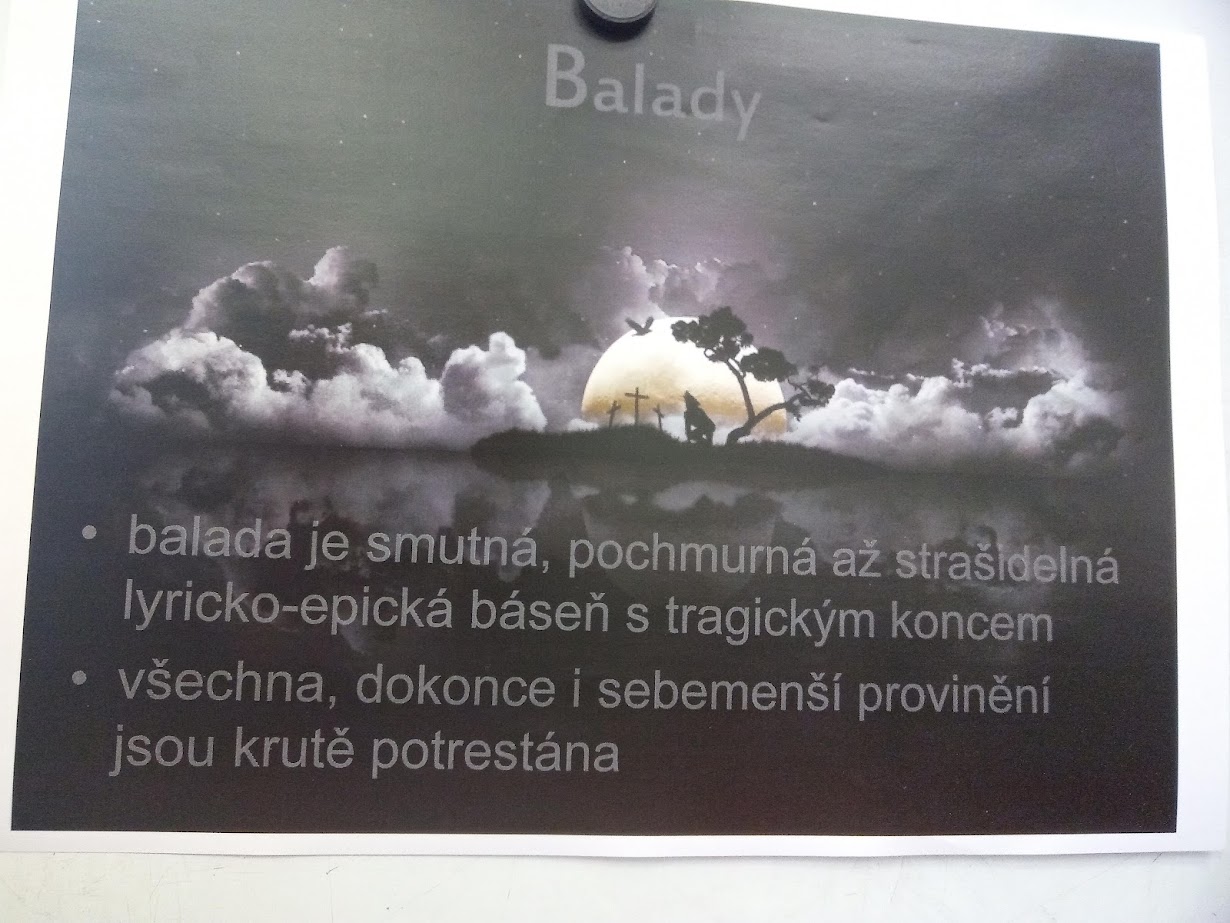 Balady
• balada je smutná, pochmurná až strašidelná
lyricko-epická báseň s tragickým koncem
• všechna, dokonce i sebemenší provinění
jsou krutě potrestána